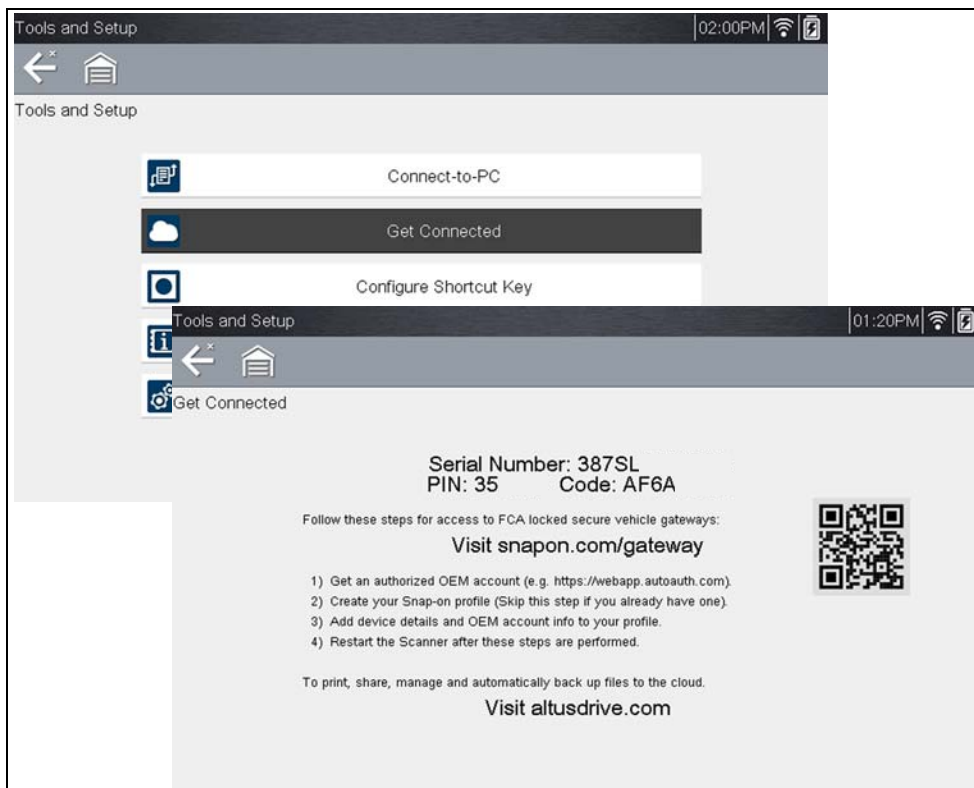 Tools and Setup
02:00PM
Tools and Setup
Connect-to-PC
Get Connected
Configure Shortcut Key
Tools and Setup
01:20PM
Get Connected
Serial Number: 387SL
PIN: 35 Code: AF6A
Follow these steps for access to FCA locked secure vehicle gateways:
Visit snapon.com/gateway
1) Get an authorized OEM account (e.g. https://webapp.autoauth.com).
2) Create your Snap-on profile (Skip this step if you already have one).
3) Add device details and OEM account info to your profile.
4) Restart the Scanner after these steps are performed.
To print, share, manage and automatically back up files to the cloud.
Visit altusdrive.com